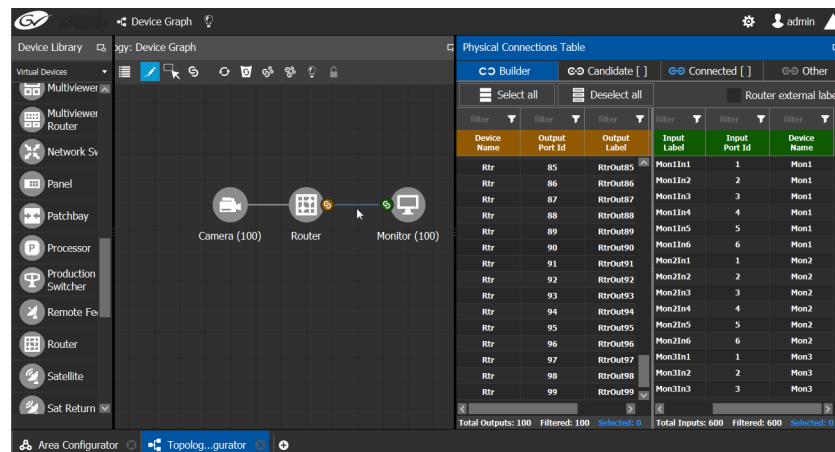 GV Device Graph admin
Device Library ogy: Device Graph Physical Connections Table
Virtual Devices Builder Candidate [ ] Connected [ ] Other
Select all Deselect all Router external labe
filter filter filter filter filter filter
Device Name Output Port Id Output Label Input Label Input Port Id Device Name
Rtr 85 RtrOut85 Mon1In1 1 Mon1
Rtr 86 RtrOut86 Mon1In2 2 Mon1
Rtr 87 RtrOut87 Mon1In3 3 Mon1
Rtr 88 RtrOut88 Mon1In4 4 Mon1
Rtr 89 RtrOut89 Mon1In5 5 Mon1
Rtr 90 RtrOut90 Mon1In6 6 Mon1
Rtr 91 RtrOut91 Mon2In1 1 Mon2
Rtr 92 RtrOut92 Mon2In2 2 Mon2
Rtr 93 RtrOut93 Mon2In3 3 Mon2
Rtr 94 RtrOut94 Mon2In4 4 Mon2
Rtr 95 RtrOut95 Mon2In5 5 Mon2
Rtr 96 RtrOut96 Mon2In6 6 Mon2
Rtr 97 RtrOut97 Mon3In1 1 Mon3
Rtr 98 RtrOut98 Mon3In2 2 Mon3
Rtr 99 RtrOut99 Mon3In3 3 Mon3
Total Outputs: 100 Filtered: 100 Selected: 0 Total Inputs: 600 Filtered: 600 Selected: 0
Multiviewer
Multiviewer
Router
Network Sw
Panel
Patchbay
P Processor
Production
Switcher
Remote Fee
Router
Satellite
Sat Return
Camera (100) Router Monitor (100)
Area Configurator Topolog...gurator